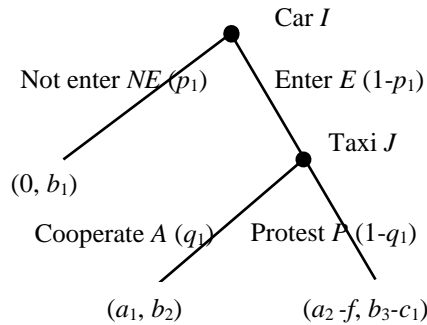 Car I
Not enter NE (p₁)
Enter E (1-p₁)
Taxi J
(0, b₁)
Cooperate A (q₁)
Protest P (1-q₁)
(a₁, b₂)
(a₂ -f, b₃-c₁)